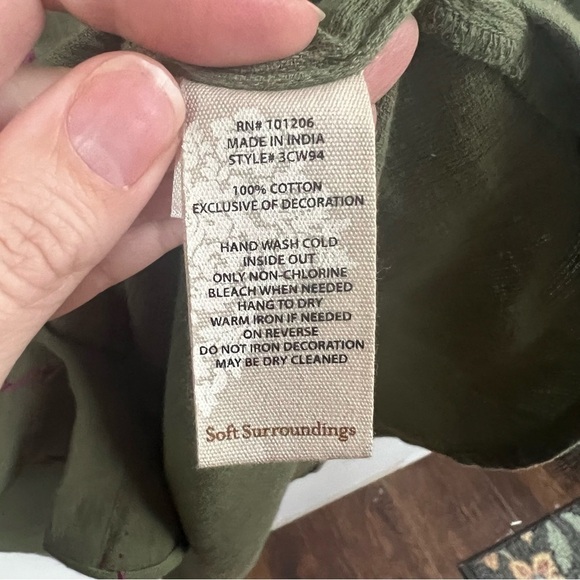 RN# 101206
MADE IN INDIA
STYLE# 3CW94
100% COTTON
EXCLUSIVE OF DECORATION
HAND WASH COLD
INSIDE OUT
ONLY NON-CHLORINE
BLEACH WHEN NEEDED
HANG TO DRY
WARM IRON IF NEEDED
ON REVERSE
DO NOT IRON DECORATION
MAY BE DRY CLEANED
Soft Surroundings